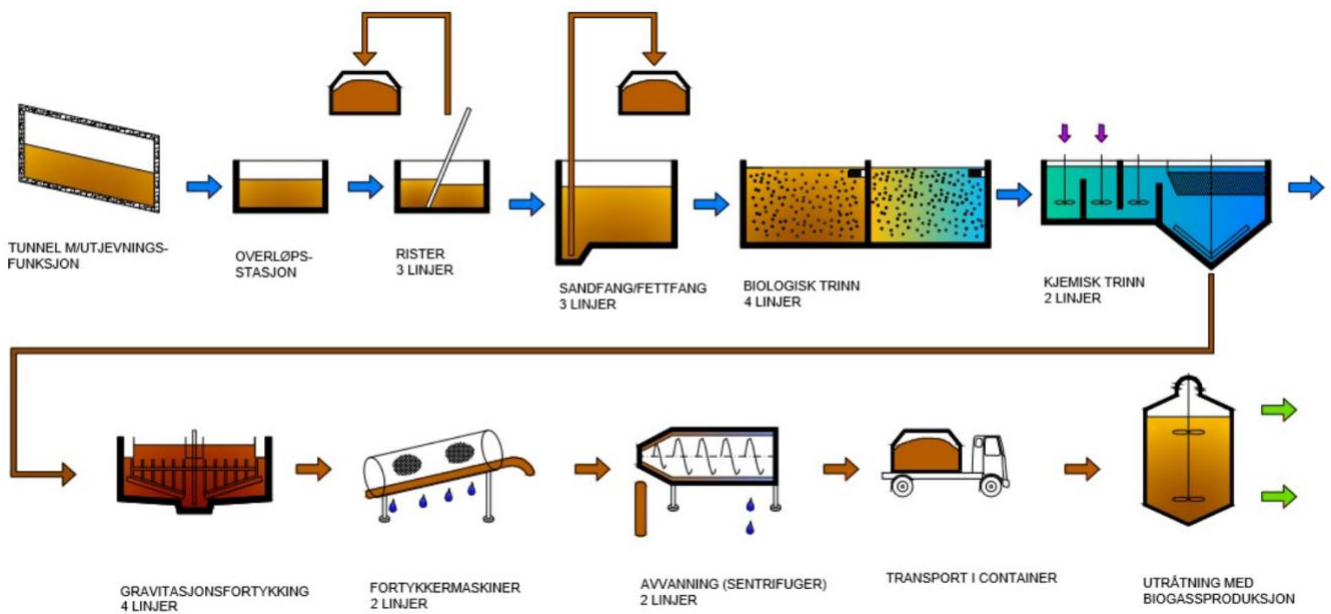 TUNNEL M/UTJEVNINGS-
FUNKSJON
OVERLØPS-
STASJON
RISTER
3 LINJER
SANDFANG/FETTFANG
3 LINJER
BIOLOGISK TRINN
4 LINJER
KJEMISK TRINN
2 LINJER
GRAVITASJONSFORTYKKING
4 LINJER
FORTYKKERMASKINER
2 LINJER
AVVANNING (SENTRIFUGER)
2 LINJER
TRANSPORT I CONTAINER
UTRÅTNING MED
BIOGASSPRODUKSJON